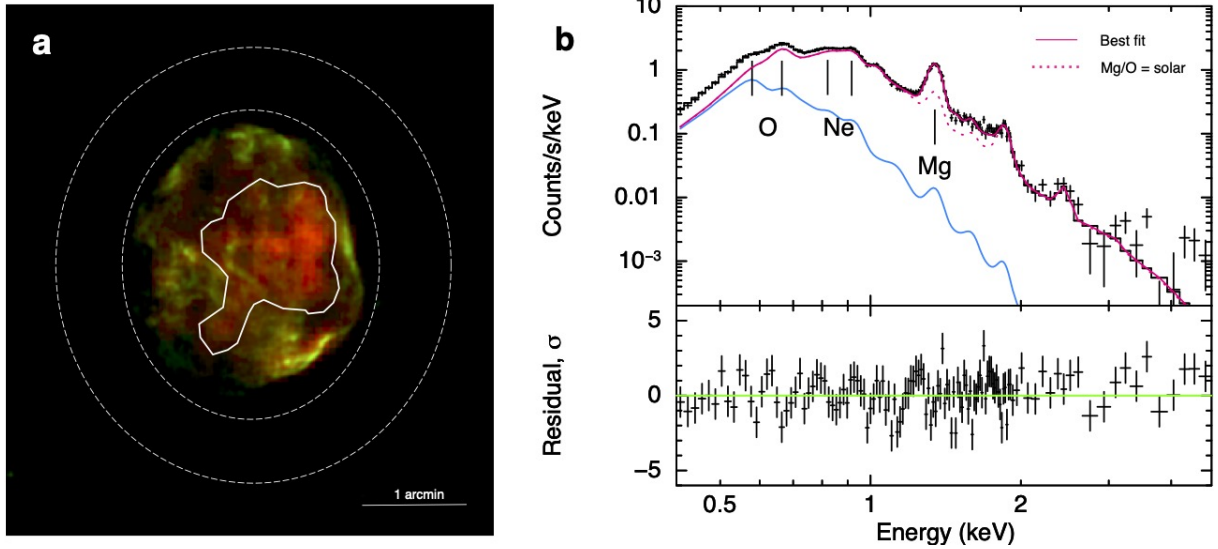 a
1 arcmin
b
Counts/s/keV
10
1
0.1
0.01
10⁻³
Best fit
Mg/O = solar
O
Ne
Mg
Residual, σ
5
0
−5
0.5
1
2
Energy (keV)